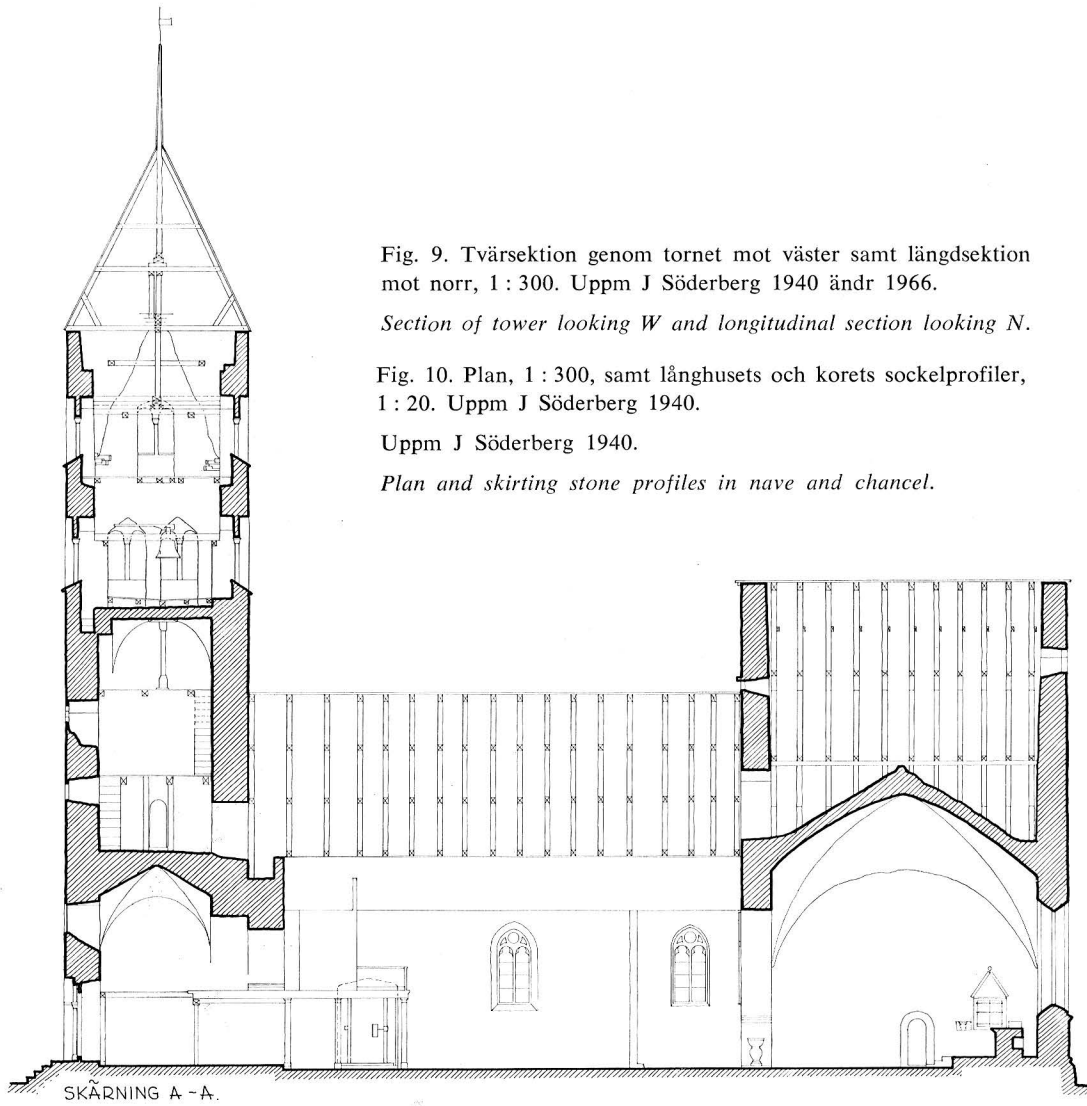 Fig. 9. Tvärsektion genom tornet mot väster samt längdsektion
mot norr, 1 : 300. Uppm J Söderberg 1940 ändr 1966.
Section of tower looking W and longitudinal section looking N.
Fig. 10. Plan, 1 : 300, samt långhusets och korets sockelprofiler,
1 : 20. Uppm J Söderberg 1940.
Uppm J Söderberg 1940.
Plan and skirting stone profiles in nave and chancel.
SKÄRNING A - A.